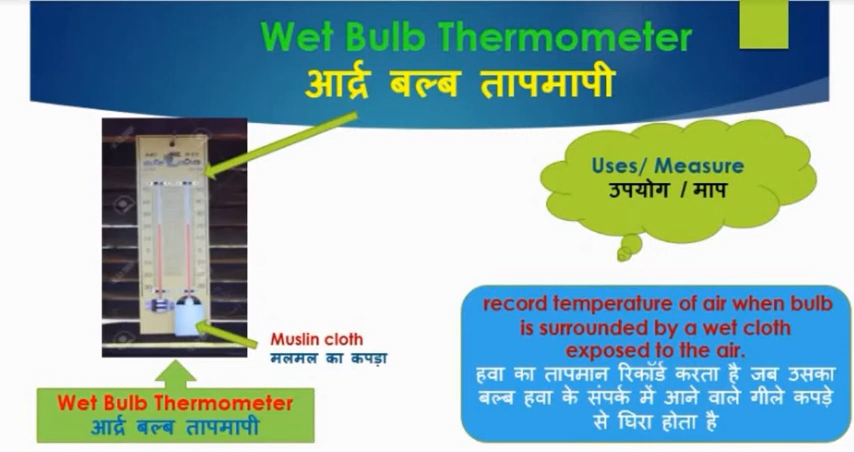 Wet Bulb Thermometer
आर्द्र बल्ब तापमापी
Uses/ Measure
उपयोग / माप
record temperature of air when bulb
is surrounded by a wet cloth
exposed to the air.
हवा का तापमान रिकॉर्ड करता है जब उसका
बल्ब हवा के संपर्क में आने वाले गीले कपड़े
से घिरा होता है
Muslin cloth
मलमल का कपड़ा
Wet Bulb Thermometer
आर्द्र बल्ब तापमापी